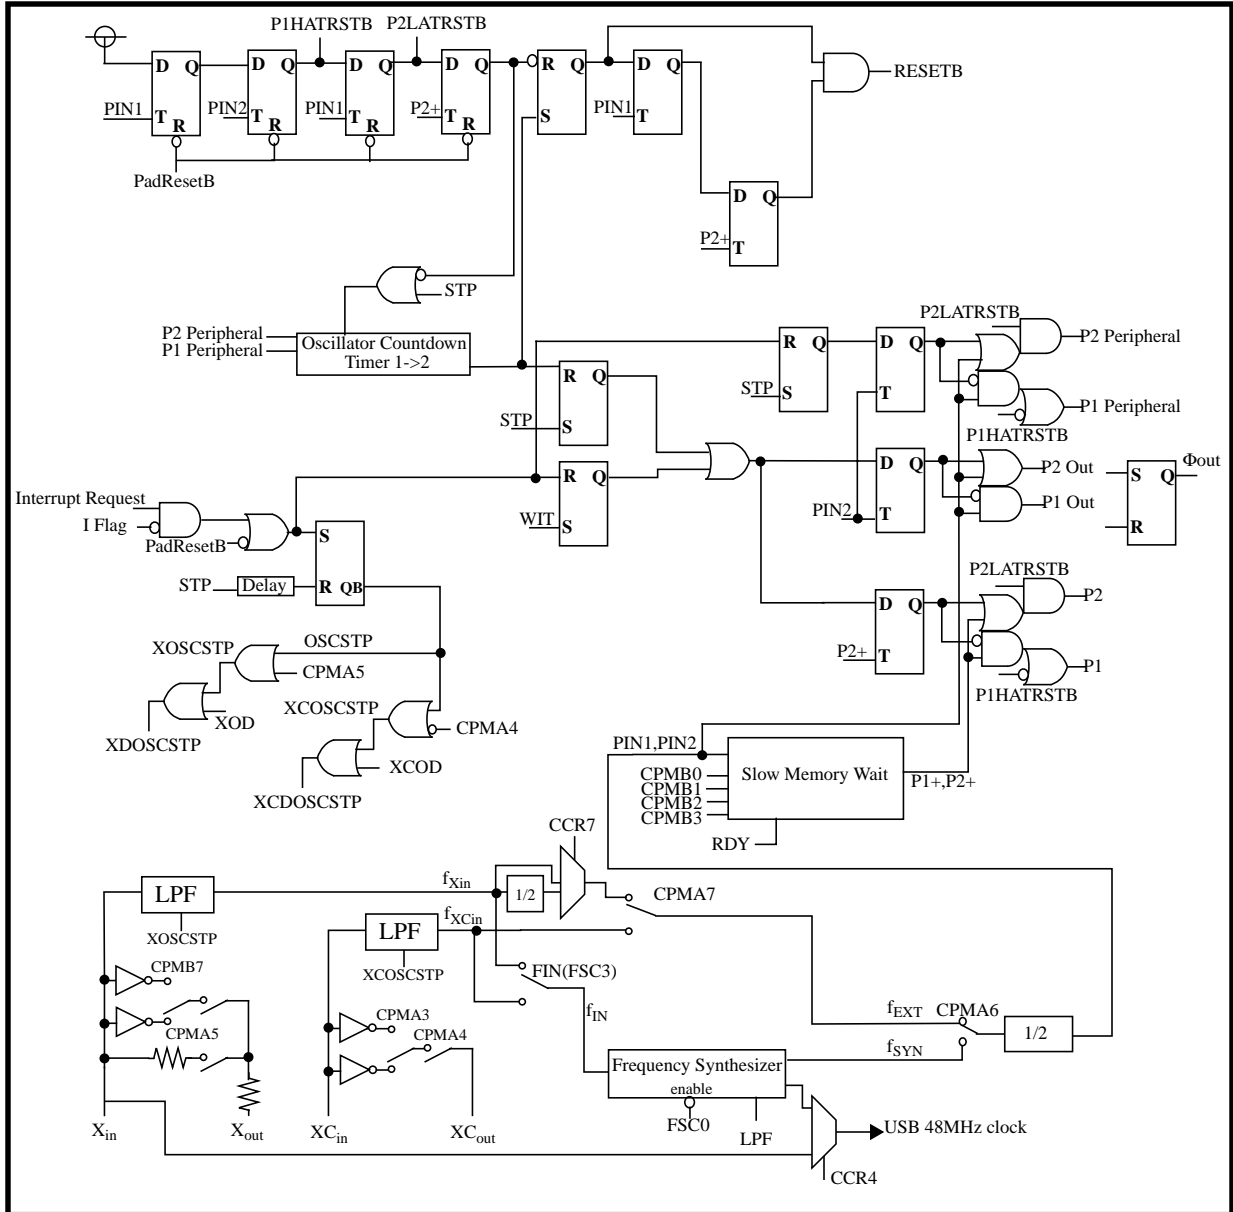 P1HATRSTB P2LATRSTB
D Q D Q D Q D Q R Q D Q
RESETB
PIN1 T R PIN2 T R PIN1 T R P2+ T R S PIN1 T
PadResetB
D Q
P2+ T
STP
P2 Peripheral
P1 Peripheral
Oscillator Countdown
Timer 1->2
P2LATRSTB
P2 Peripheral
R Q D Q
STP S T
P1 Peripheral
P1HATRSTB
R Q
STP S
D Q
P2 Out
P1 Out
PIN2 T
S Q Φout
R
R Q
WIT S
Interrupt Request
I Flag
PadResetB
S
STP Delay R QB
P2LATRSTB
P2
D Q
P2+ T
P1
P1HATRSTB
XOSCSTP OSCSTP
CPMA5
XOD
XDOSCSTP
XCOSCSTP
CPMA4
XCOD
XCDOSCSTP
PIN1,PIN2
CPMB0
CPMB1
CPMB2
CPMB3
Slow Memory Wait
P1+,P2+
RDY
CCR7
LPF
fXin
1/2
CPMA7
XOSCSTP
LPF
fXCin
XCOSCSTP
CPMB7
FIN(FSC3)
fIN
CPMA5
CPMA3
CPMA4
fEXT CPMA6
1/2
fSYN
Frequency Synthesizer
enable
FSC0 LPF
Xin Xout XCin XCout
USB 48MHz clock
CCR4